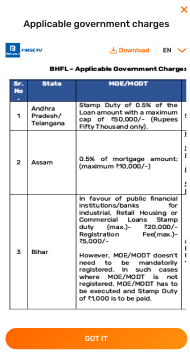 Applicable government charges
BAJAJ FINSERV
Download
EN
BHFL – Applicable Government Charges
Sr. No.
State
MOE/MODT
1
Andhra Pradesh/ Telangana
Stamp Duty of 0.5% of the
Loan amount with a maximum
cap of ₹50,000/- (Rupees
Fifty Thousand only).
2
Assam
0.5% of mortgage amount;
(maximum ₹10,000/-)
3
Bihar
In favour of public financial
institutions/banks for
industrial, Retail Housing or
Commercial Loans Stamp
duty (max.)- ₹20,000/-
Registration Fee(max.)-
₹5,000/-
However, MOE/MODT doesn't
need to be mandatorily
registered. In such cases
where MOE/MODT is not
registered. MOE/MODT has to
be executed and Stamp Duty
of ₹1,000 is to be paid.
GOT IT